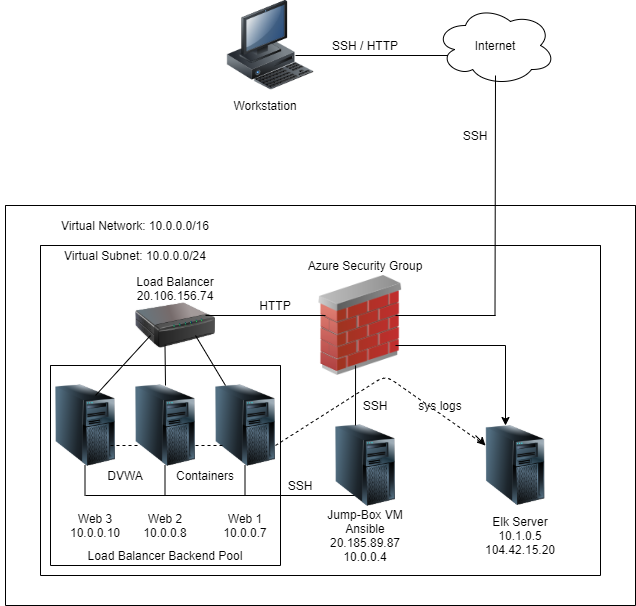 SSH / HTTP
Internet
Workstation
SSH
Virtual Network: 10.0.0.0/16
Virtual Subnet: 10.0.0.0/24
Azure Security Group
Load Balancer
20.106.156.74
HTTP
SSH
sys logs
DVWA
Containers
SSH
Web 3
10.0.0.10
Web 2
10.0.0.8
Web 1
10.0.0.7
Load Balancer Backend Pool
Jump-Box VM
Ansible
20.185.89.87
10.0.0.4
Elk Server
10.1.0.5
104.42.15.20